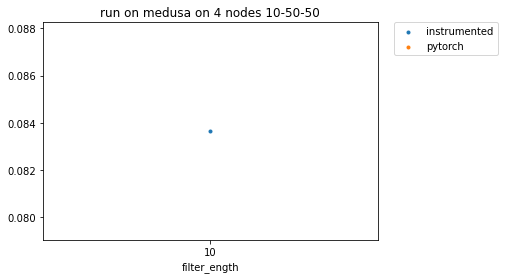 run on medusa on 4 nodes 10-50-50
instrumented
pytorch
0.088
0.086
0.084
0.082
0.080
10
filter_ength